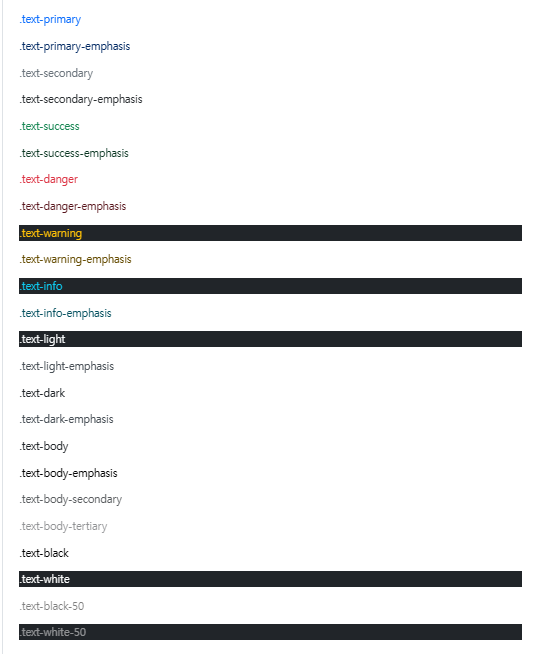 .text-primary
.text-primary-emphasis
.text-secondary
.text-secondary-emphasis
.text-success
.text-success-emphasis
.text-danger
.text-danger-emphasis
.text-warning
.text-warning-emphasis
.text-info
.text-info-emphasis
.text-light
.text-light-emphasis
.text-dark
.text-dark-emphasis
.text-body
.text-body-emphasis
.text-body-secondary
.text-body-tertiary
.text-black
.text-white
.text-black-50
.text-white-50